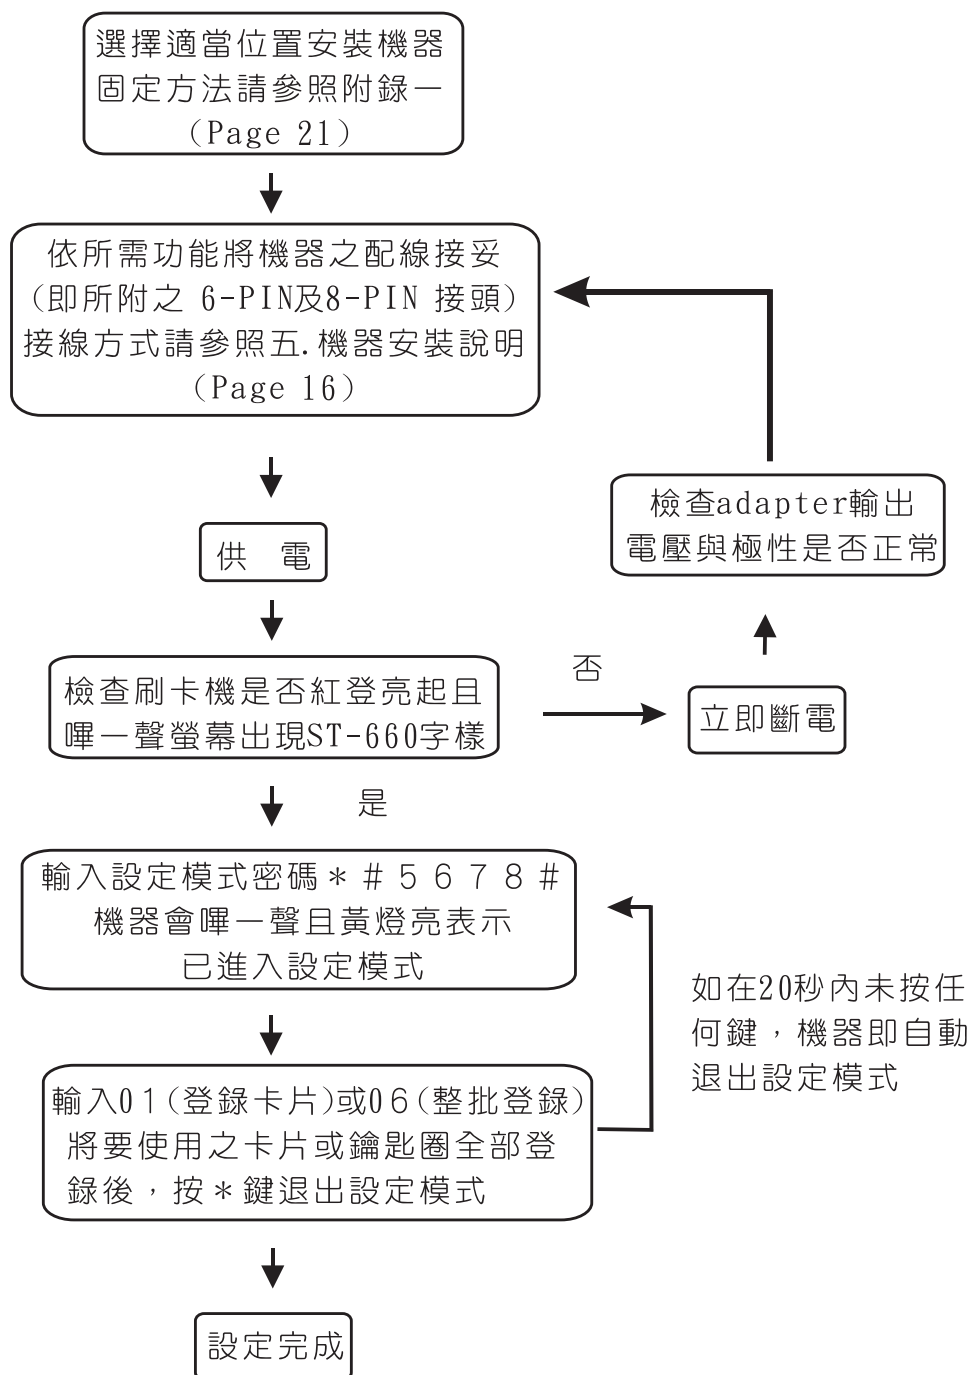 選擇適當位置安裝機器
固定方法請參照附錄一
(Page 21)
依所需功能將機器之配線接妥
(即所附之 6-PIN及8-PIN 接頭)
接線方式請參照五.機器安裝說明
(Page 16)
供 電
檢查刷卡機是否紅登亮起且
嗶一聲螢幕出現ST-660字樣
否
立即斷電
檢查adapter輸出
電壓與極性是否正常
是
輸入設定模式密碼＊＃５６７８＃
機器會嗶一聲且黃燈亮表示
已進入設定模式
如在20秒內未按任
何鍵，機器即自動
退出設定模式
輸入01(登錄卡片)或06(整批登錄)
將要使用之卡片或鑰匙圈全部登
錄後，按＊鍵退出設定模式
設定完成